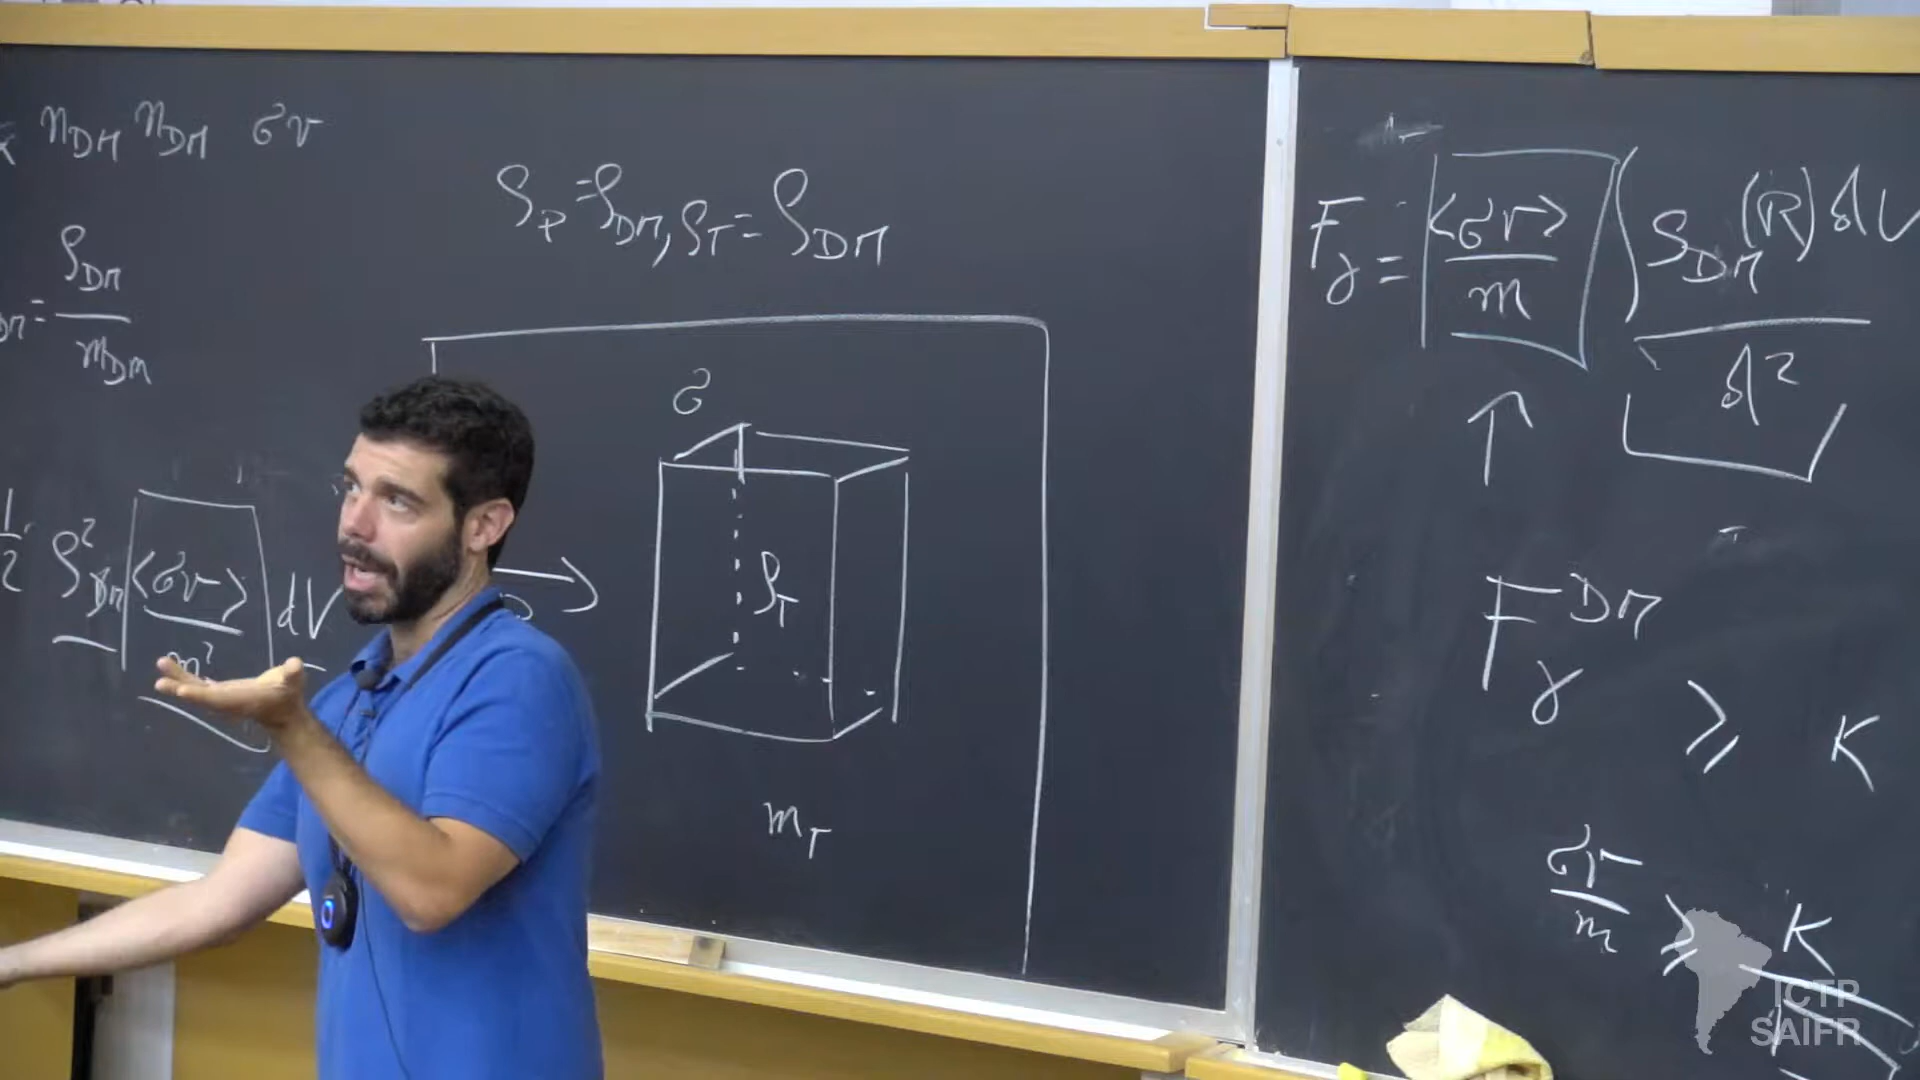 n_DM n_DM σv
ρ_DM
m_DM
ρ_P = ρ_DM, ρ_T = ρ_DM
σ
1/2 ρ²_DM <σv> dV
m²
ρ_T
m_T
F_γ = <σv>/m ∫ ρ_DM(R) dV
d²
F_γ^DM ≥ K
σv/m ≥ K
ICTP
SAIFR